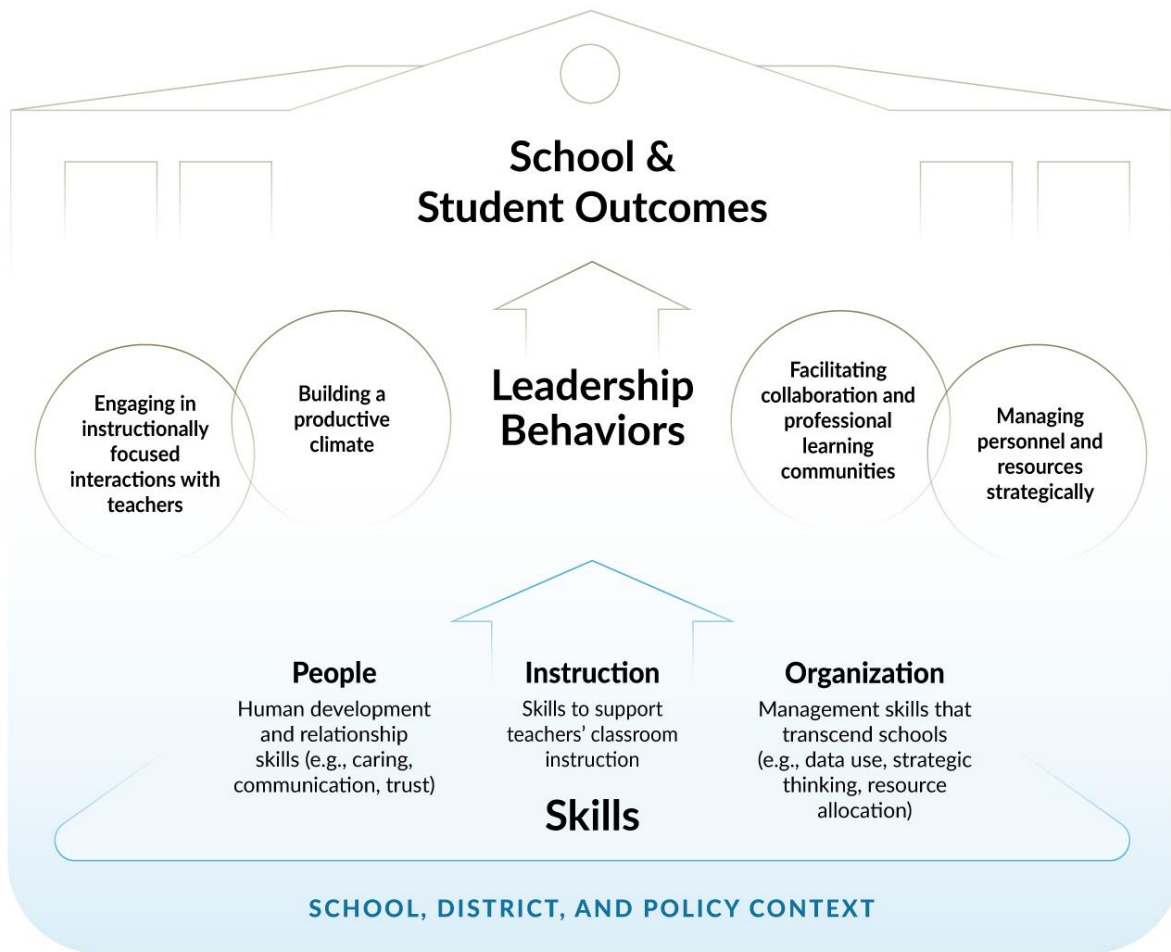 School &
Student Outcomes
Engaging in
instructionally
focused
interactions with
teachers
Building a
productive
climate
Leadership
Behaviors
Facilitating
collaboration and
professional
learning
communities
Managing
personnel and
resources
strategically
People
Human development
and relationship
skills (e.g., caring,
communication, trust)
Instruction
Skills to support
teachers’ classroom
instruction
Organization
Management skills that
transcend schools
(e.g., data use, strategic
thinking, resource
allocation)
Skills
SCHOOL, DISTRICT, AND POLICY CONTEXT